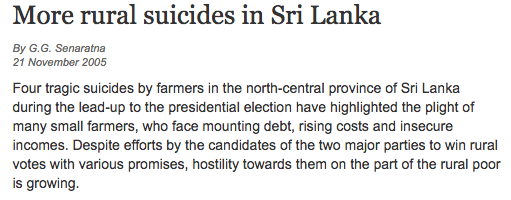 More rural suicides in Sri Lanka
By G.G. Senaratna
21 November 2005
Four tragic suicides by farmers in the north-central province of Sri Lanka
during the lead-up to the presidential election have highlighted the plight of
many small farmers, who face mounting debt, rising costs and insecure
incomes. Despite efforts by the candidates of the two major parties to win rural
votes with various promises, hostility towards them on the part of the rural poor
is growing.